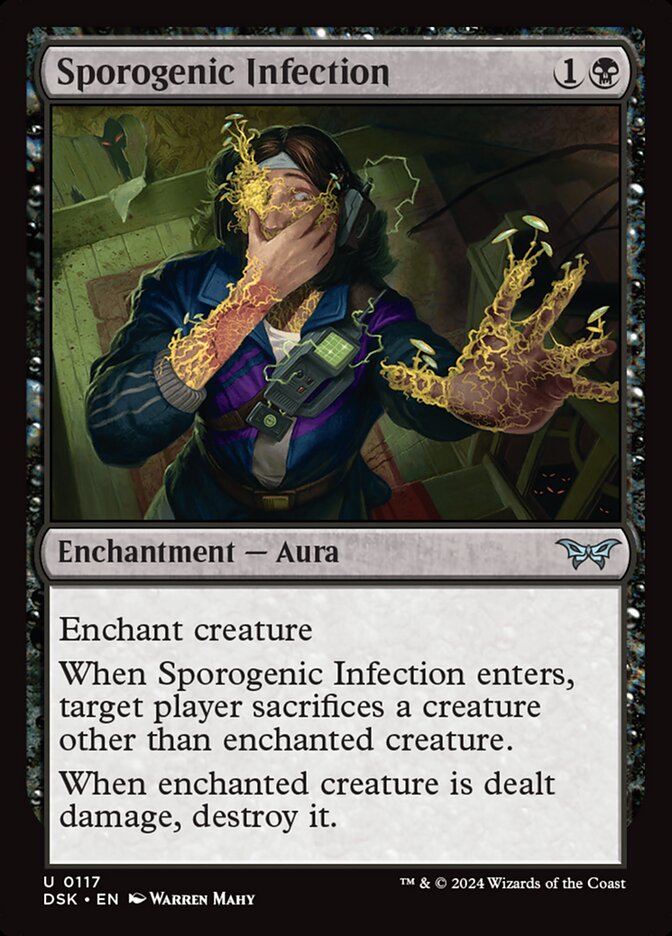 Sporogenic Infection 1
Enchantment — Aura
Enchant creature
When Sporogenic Infection enters,
target player sacrifices a creature
other than enchanted creature.
When enchanted creature is dealt
damage, destroy it.
U 0117
DSK • EN Warren Mahy
™ & © 2024 Wizards of the Coast